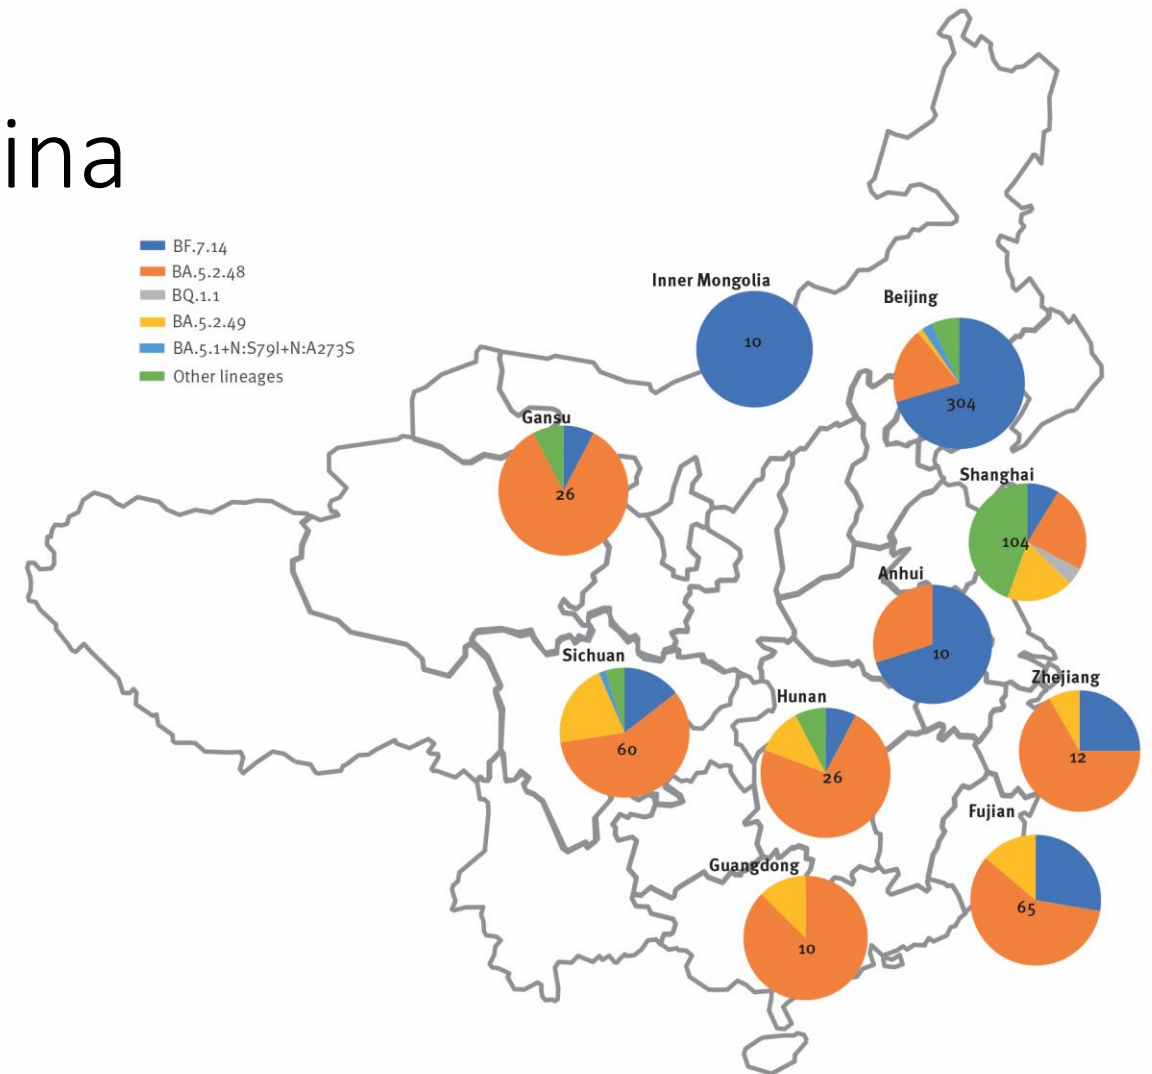 ina
BF.7.14
BA.5.2.48
BQ.1.1
BA.5.2.49
BA.5.1+N:S79I+N:A273S
Other lineages
Inner Mongolia
10
Beijing
304
Gansu
26
Shanghai
104
Anhui
10
Sichuan
60
Zhejiang
12
Hunan
26
Fujian
65
Guangdong
10